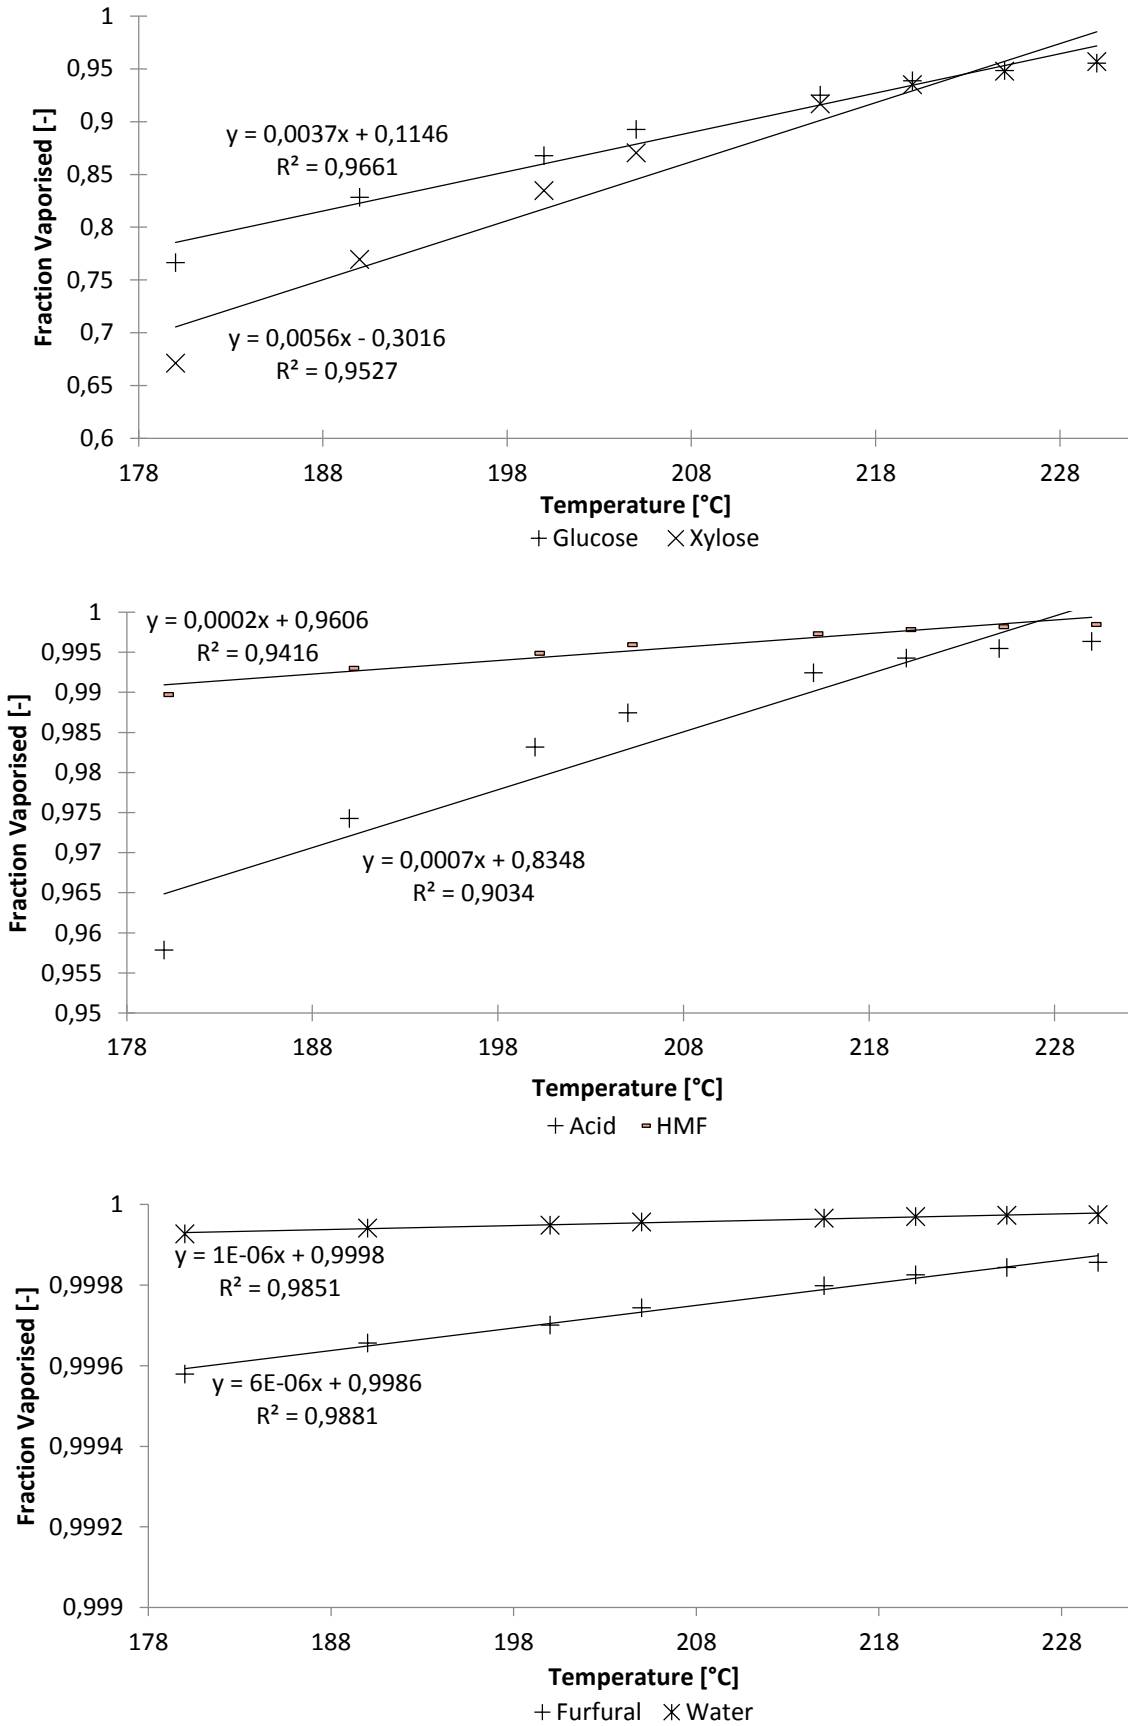 1
0,95
0,9
0,85
0,8
0,75
0,7
0,65
0,6
Fraction Vaporised [-]
y = 0,0037x + 0,1146
R² = 0,9661
y = 0,0056x - 0,3016
R² = 0,9527
178 188 198 208 218 228
Temperature [°C]
Glucose Xylose
1
0,995
0,99
0,985
0,98
0,975
0,97
0,965
0,96
0,955
0,95
Fraction Vaporised [-]
y = 0,0002x + 0,9606
R² = 0,9416
y = 0,0007x + 0,8348
R² = 0,9034
178 188 198 208 218 228
Temperature [°C]
Acid HMF
1
0,9998
0,9996
0,9994
0,9992
0,999
Fraction Vaporised [-]
y = 1E-06x + 0,9998
R² = 0,9851
y = 6E-06x + 0,9986
R² = 0,9881
178 188 198 208 218 228
Temperature [°C]
Furfural Water